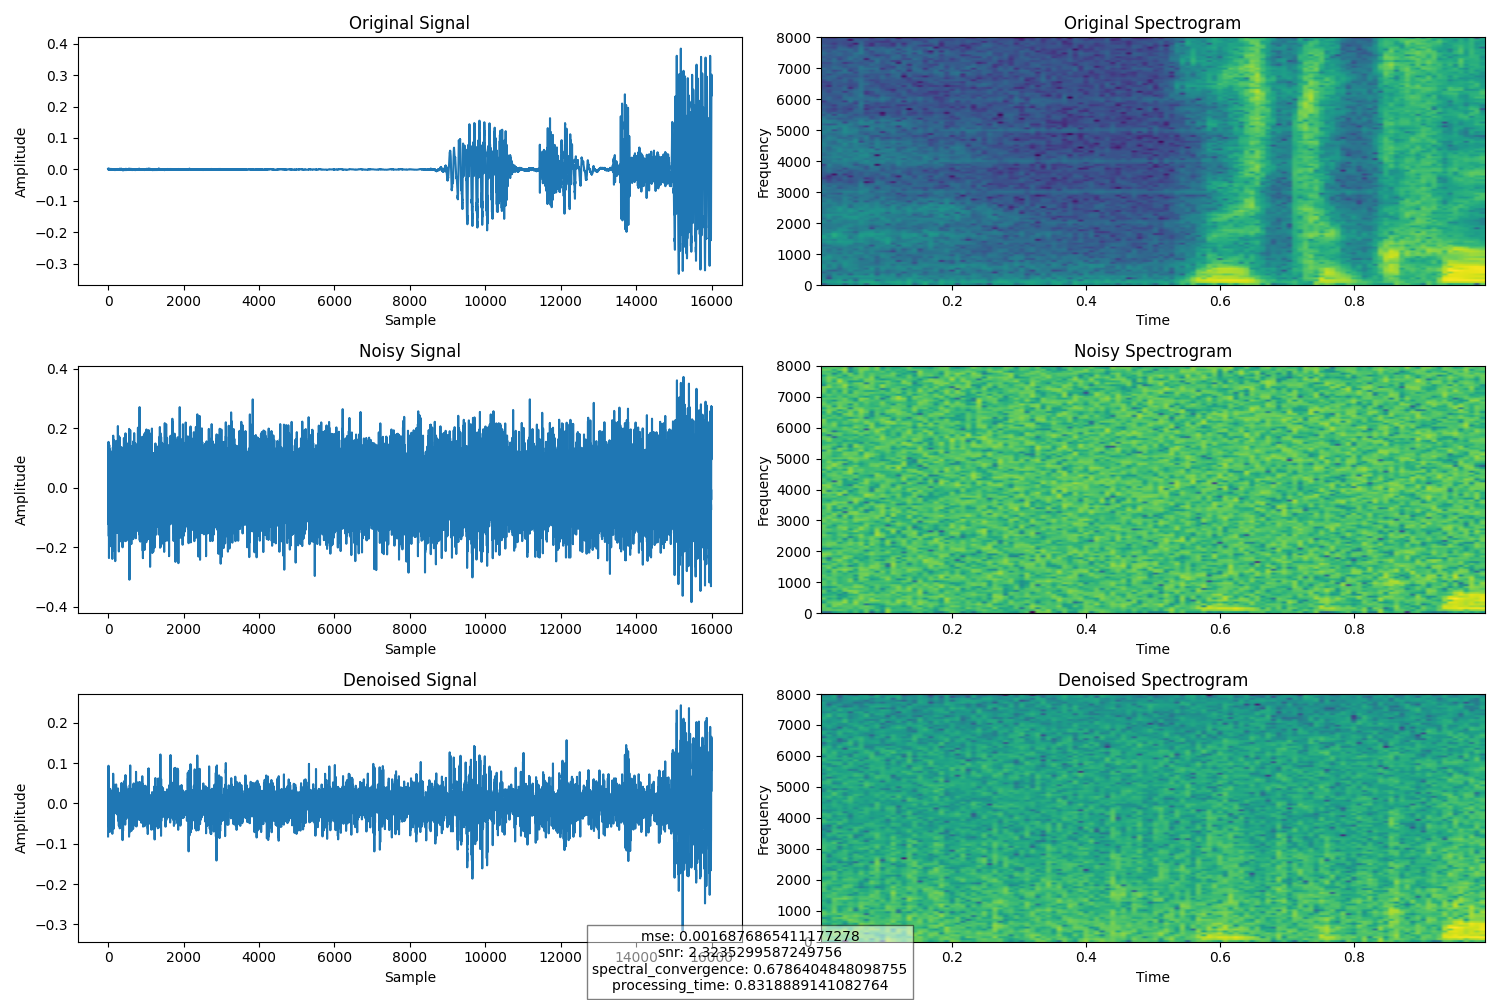 Original Signal
Amplitude
0.4
0.3
0.2
0.1
0.0
−0.1
−0.2
−0.3
0 2000 4000 6000 8000 10000 12000 14000 16000
Sample
Original Spectrogram
Frequency
8000
7000
6000
5000
4000
3000
2000
1000
0
0.2 0.4 0.6 0.8
Time
Noisy Signal
Amplitude
0.4
0.2
0.0
−0.2
−0.4
0 2000 4000 6000 8000 10000 12000 14000 16000
Sample
Noisy Spectrogram
Frequency
8000
7000
6000
5000
4000
3000
2000
1000
0
0.2 0.4 0.6 0.8
Time
Denoised Signal
Amplitude
0.2
0.1
0.0
−0.1
−0.2
−0.3
0 2000 4000 6000 8000 10000 12000 14000 16000
Sample
Denoised Spectrogram
Frequency
8000
7000
6000
5000
4000
3000
2000
1000
0
0.2 0.4 0.6 0.8
Time
mse: 0.0016876865411177278
snr: 2.3235299587249756
spectral_convergence: 0.6786404848098755
processing_time: 0.8318889141082764